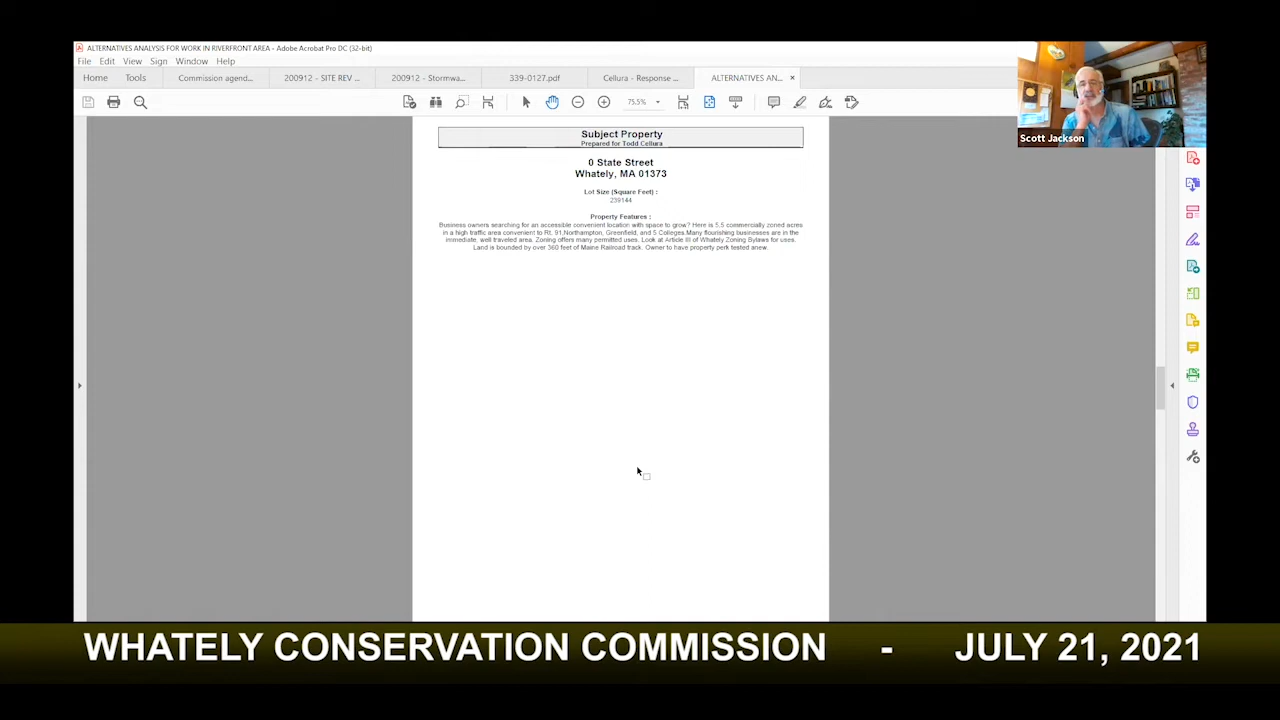 ALTERNATIVES ANALYSIS FOR WORK IN RIVERFRONT AREA - Adobe Acrobat Pro DC (32-bit)
File Edit View Sign Window Help
Home Tools Commission agend... 200912 - SITE REV ... 200912 - Stormwa... 339-0127.pdf Cellura - Response ... ALTERNATIVES AN... ×
75.5%
Scott Jackson
Subject Property
Prepared for Todd Cellura
0 State Street
Whately, MA 01373
Lot Size (Square Feet) :
239144
Property Features :
Business owners searching for an accessible convenient location with space to grow? Here is 5.5 commercially zoned acres
in a high traffic area convenient to Rt. 91,Northampton, Greenfield, and 5 Colleges.Many flourishing businesses are in the
immediate, well traveled area. Zoning offers many permitted uses. Look at Article III of Whately Zoning Bylaws for uses.
Land is bounded by over 360 feet of Maine Railroad track. Owner to have property perk tested anew.
WHATELY CONSERVATION COMMISSION - JULY 21, 2021